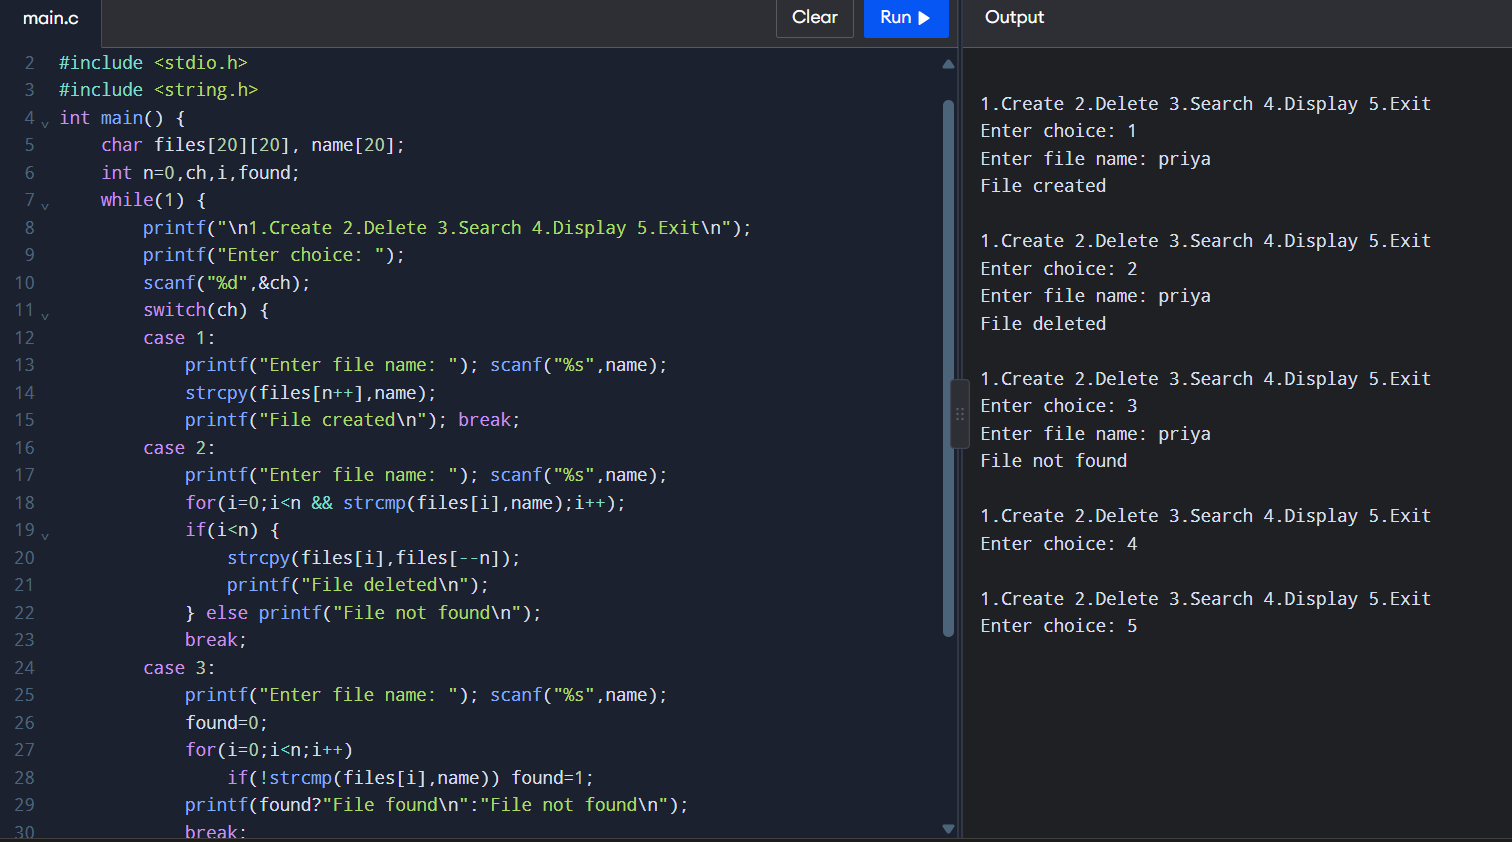 main.c
Clear
Run
Output
2 #include <stdio.h>
3 #include <string.h>
4 int main() {
5     char files[20][20], name[20];
6     int n=0,ch,i,found;
7     while(1) {
8         printf("\n1.Create 2.Delete 3.Search 4.Display 5.Exit\n");
9         printf("Enter choice: ");
10         scanf("%d",&ch);
11         switch(ch) {
12         case 1:
13             printf("Enter file name: "); scanf("%s",name);
14             strcpy(files[n++],name);
15             printf("File created\n"); break;
16         case 2:
17             printf("Enter file name: "); scanf("%s",name);
18             for(i=0;i<n && strcmp(files[i],name);i++);
19             if(i<n) {
20                 strcpy(files[i],files[--n]);
21                 printf("File deleted\n");
22             } else printf("File not found\n");
23             break;
24         case 3:
25             printf("Enter file name: "); scanf("%s",name);
26             found=0;
27             for(i=0;i<n;i++)
28                 if(!strcmp(files[i],name)) found=1;
29             printf(found?"File found\n":"File not found\n");
30             break;
1.Create 2.Delete 3.Search 4.Display 5.Exit
Enter choice: 1
Enter file name: priya
File created
1.Create 2.Delete 3.Search 4.Display 5.Exit
Enter choice: 2
Enter file name: priya
File deleted
1.Create 2.Delete 3.Search 4.Display 5.Exit
Enter choice: 3
Enter file name: priya
File not found
1.Create 2.Delete 3.Search 4.Display 5.Exit
Enter choice: 4
1.Create 2.Delete 3.Search 4.Display 5.Exit
Enter choice: 5